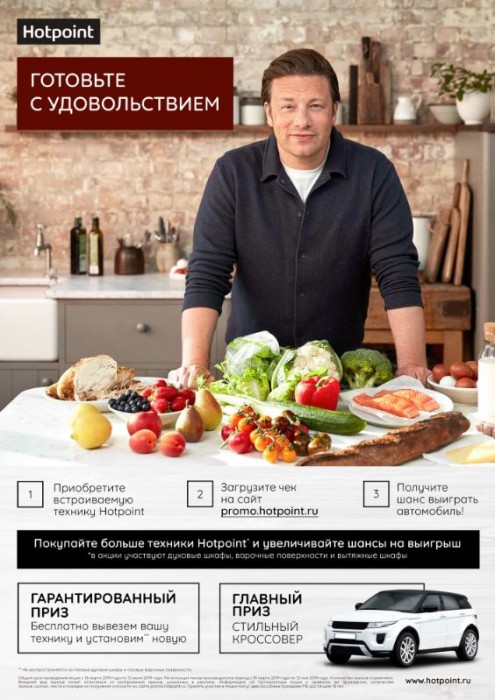 Hotpoint
ГОТОВЬТЕ
С УДОВОЛЬСТВИЕМ
1
Приобретите
встраиваемую
технику Hotpoint
2
Загрузите чек
на сайт
promo.hotpoint.ru
3
Получите
шанс выиграть
автомобиль!
Покупайте больше техники Hotpoint* и увеличивайте шансы на выигрыш
*в акции участвуют духовые шкафы, варочные поверхности и вытяжные шкафы
ГАРАНТИРОВАННЫЙ
ПРИЗ
Бесплатно вывезем вашу
технику и установим** новую
ГЛАВНЫЙ
ПРИЗ
СТИЛЬНЫЙ
КРОССОВЕР
www.hotpoint.ru